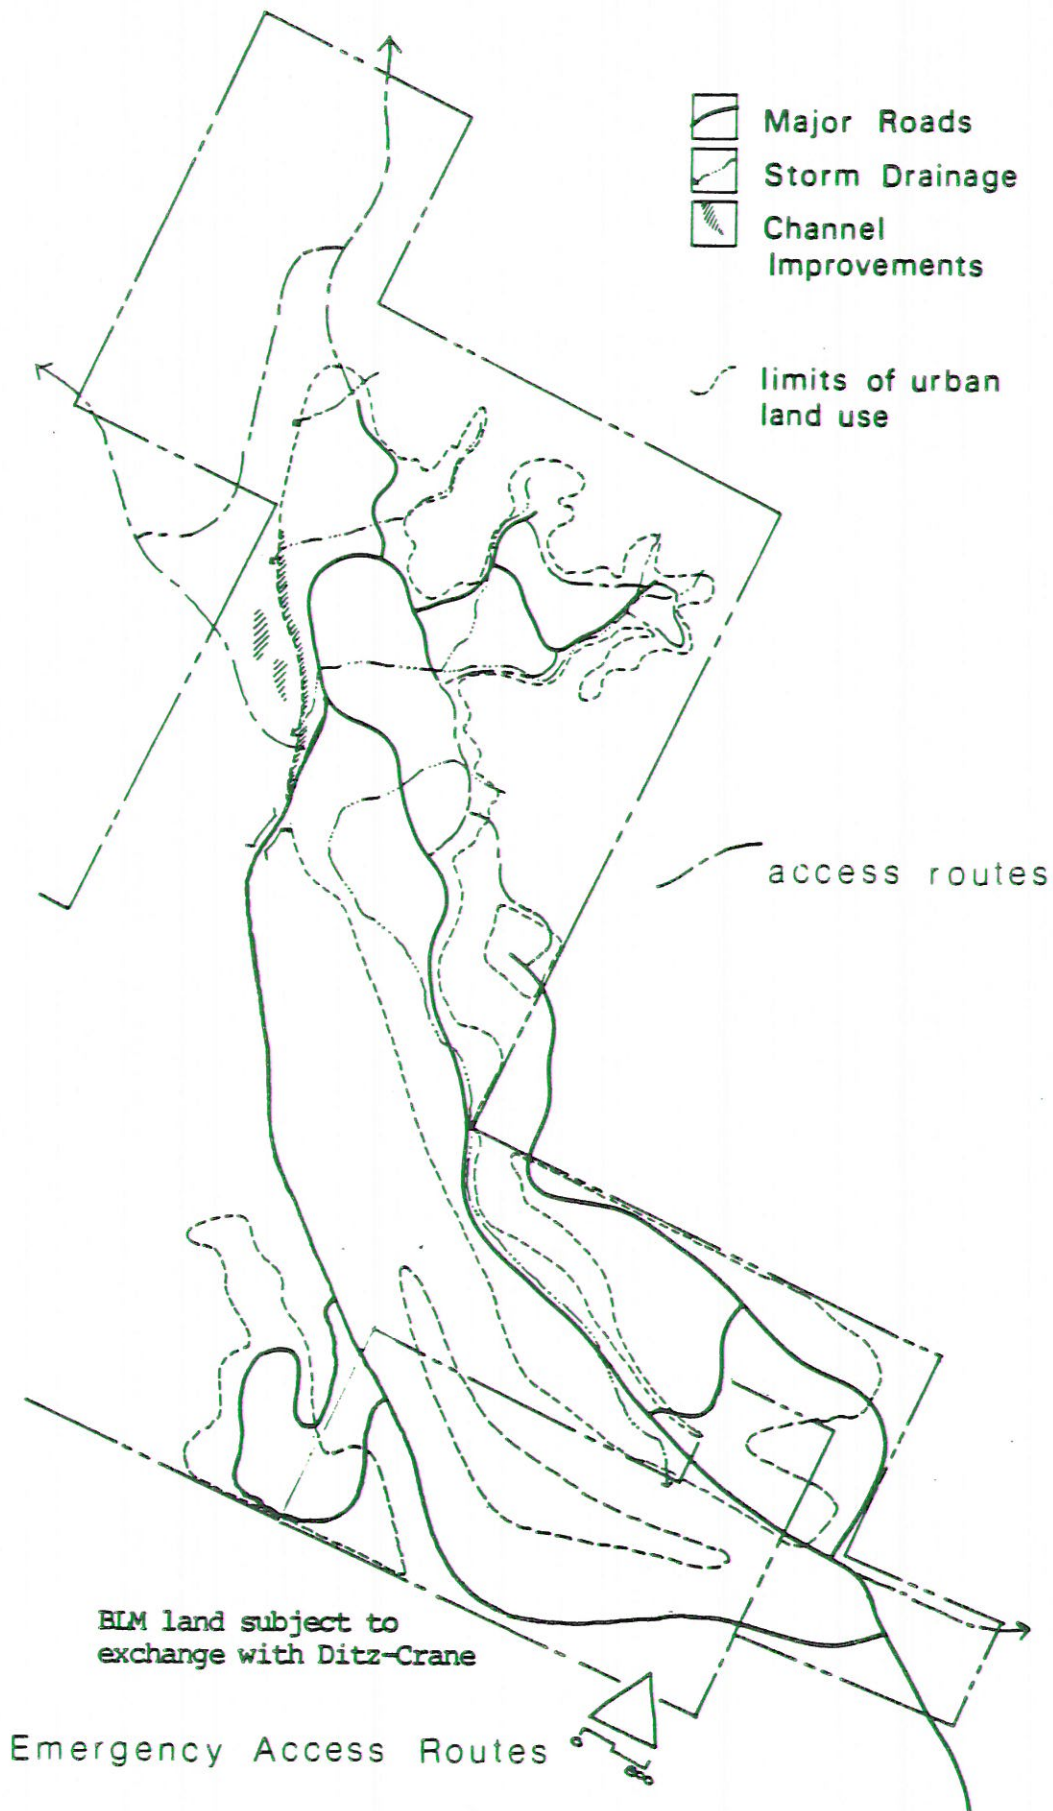 Major Roads
Storm Drainage
Channel
Improvements
limits of urban
land use
access routes
BLM land subject to
exchange with Ditz-Crane
Emergency Access Routes